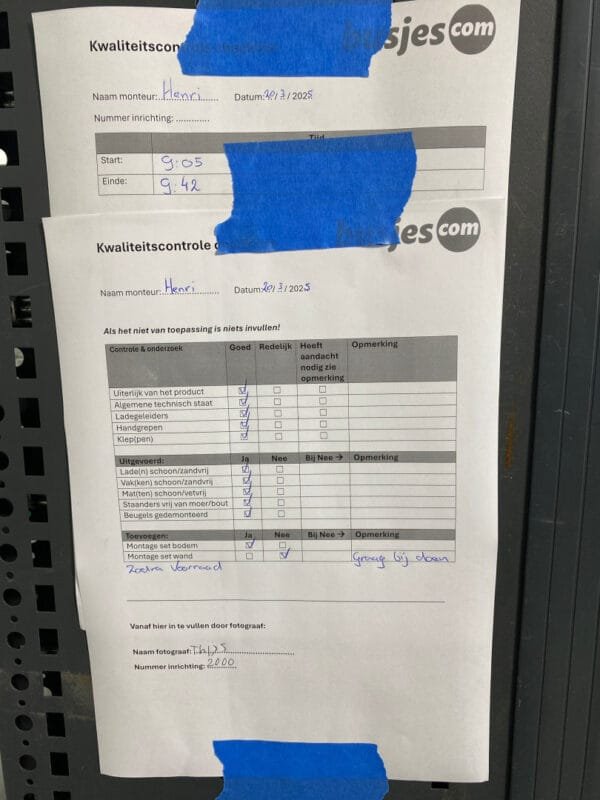 Kwaliteitscontr
busjes com
Naam monteur: Henri Datum: 20/3/2025
Nummer inrichting: ............
Tijd
Start: 9:05
Einde: 9:42
Kwaliteitscontrole
busjes com
Naam monteur: Henri Datum: 20/3/2025
Als het niet van toepassing is niets invullen!
Controle & onderzoek Goed Redelijk Heeft aandacht nodig zie opmerking Opmerking
Uiterlijk van het product ☑ ☐ ☐
Algemene technisch staat ☑ ☐ ☐
Ladegeleiders ☑ ☐ ☐
Handgrepen ☑ ☐ ☐
Klep(pen) ☑ ☐ ☐
Uitgevoerd: Ja Nee Bij Nee → Opmerking
Lade(n) schoon/zandvrij ☑ ☐
Vak(ken) schoon/zandvrij ☑ ☐
Mat(ten) schoon/vetvrij ☑ ☐
Staanders vrij van moer/bout ☑ ☐
Beugels gedemonteerd ☑ ☐
Toevoegen: Ja Nee Bij Nee → Opmerking
Montage set bodem ☑ ☐
Montage set wand ☐ ☑ Graag bij doen
Zodra Voorraad
Vanaf hier in te vullen door fotograaf:
Naam fotograaf: Thijs
Nummer inrichting: 2000